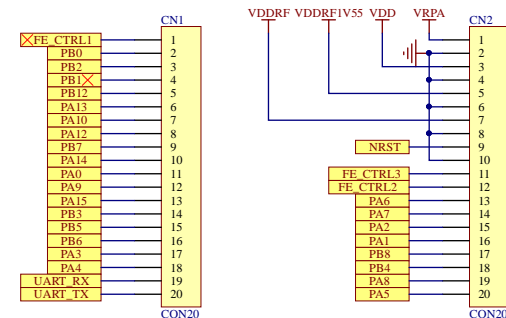 CN1
FE_CTRL1 1
PB0 2
PB2 3
PB1 4
PB12 5
PA13 6
PA10 7
PA12 8
PB7 9
PA14 10
PA0 11
PA9 12
PA15 13
PB3 14
PB5 15
PB6 16
PA3 17
PA4 18
UART_RX 19
UART_TX 20
CON20
VDDRF VDDRF1V55 VDD VRPA
CN2
1
2
3
4
5
6
7
8
NRST 9
10
FE_CTRL3 11
FE_CTRL2 12
PA6 13
PA7 14
PA2 15
PA1 16
PB8 17
PB4 18
PA8 19
PA5 20
CON20